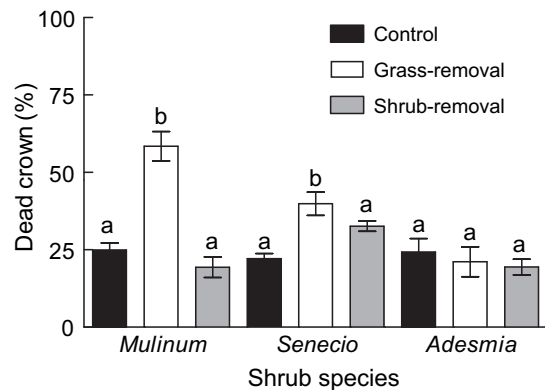 100
75
50
25
0
Dead crown (%)
Control
Grass-removal
Shrub-removal
a b a a b a a a a
Mulinum Senecio Adesmia
Shrub species